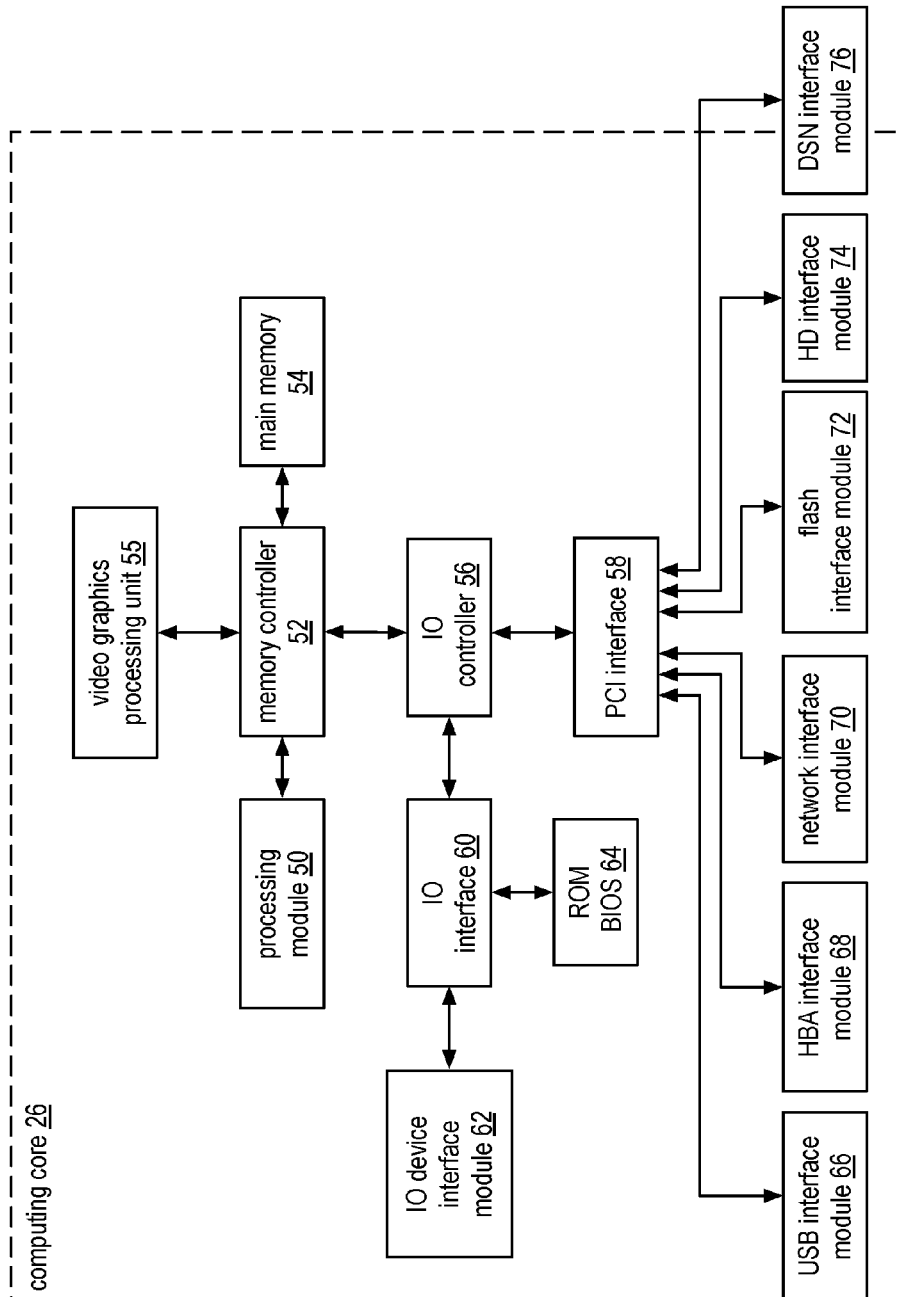 computing core 26
video graphics
processing unit 55
processing
module 50
memory controller
52
main memory
54
IO device
interface
module 62
IO
interface 60
IO
controller 56
ROM
BIOS 64
PCI interface 58
USB interface
module 66
HBA interface
module 68
network interface
module 70
flash
interface module 72
HD interface
module 74
DSN interface
module 76